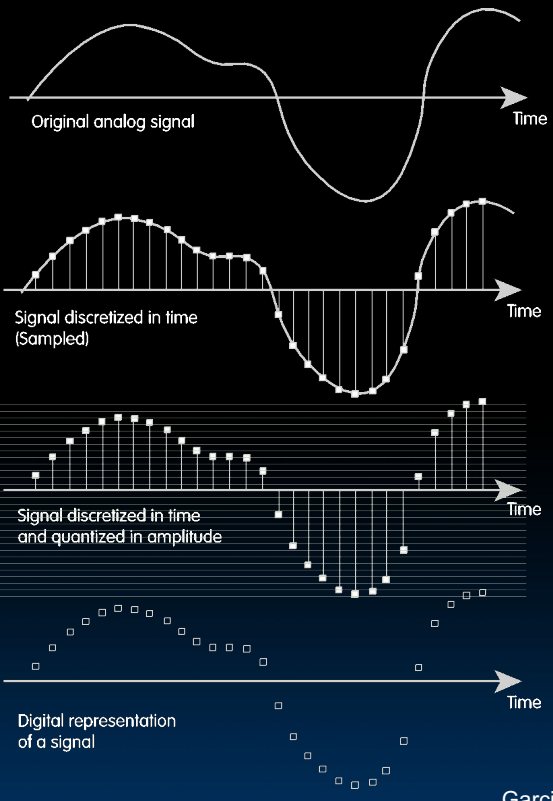 Original analog signal
Time
Time
Signal discretized in time
(Sampled)
Time
Signal discretized in time
and quantized in amplitude
Time
Digital representation
of a signal